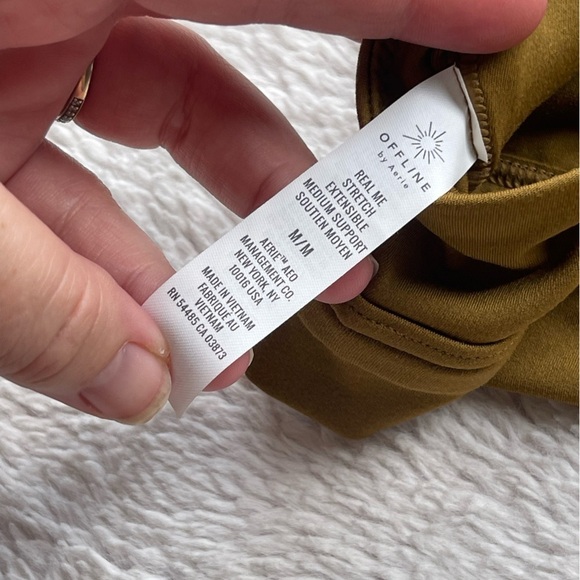 OFFLINE
by Aerie
REAL ME
STRETCH
EXTENSIBLE
MEDIUM SUPPORT
SOUTIEN MOYEN
M/M
AERIE™ AEO
MANAGEMENT CO.
NEW YORK, NY
10016 USA
MADE IN VIETNAM
FABRIQUE AU
VIETNAM
RN 54485 CA 03873